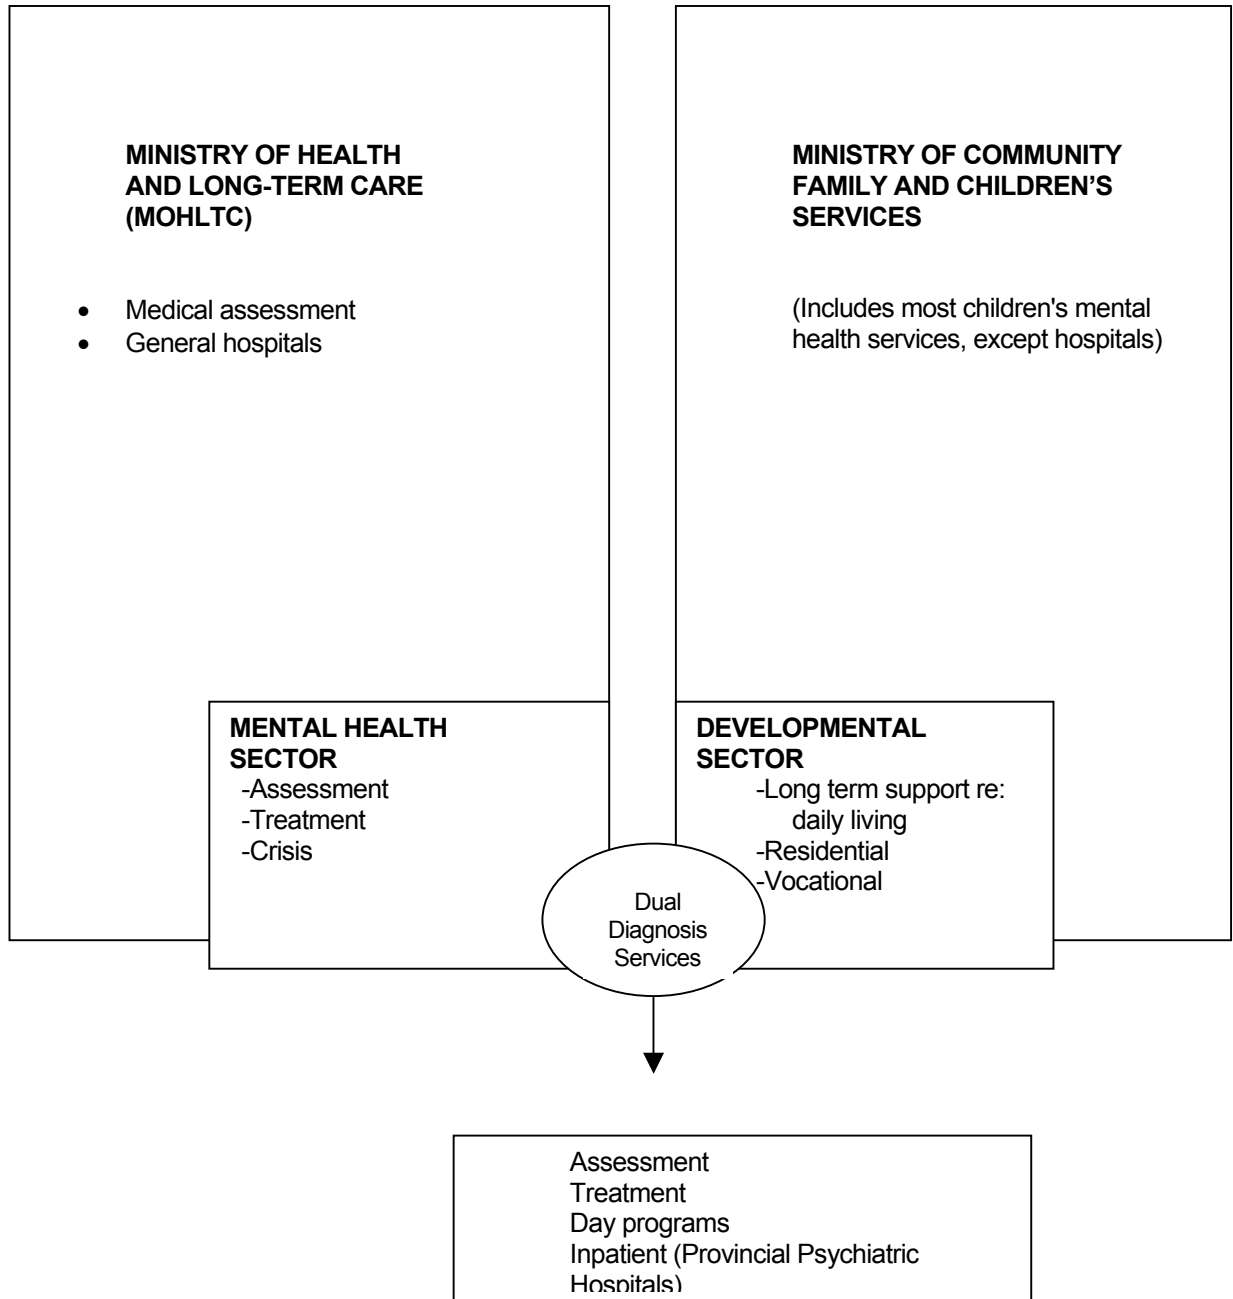 MINISTRY OF HEALTH
AND LONG-TERM CARE
(MOHLTC)
• Medical assessment
• General hospitals
MINISTRY OF COMMUNITY
FAMILY AND CHILDREN’S
SERVICES
(Includes most children's mental
health services, except hospitals)
MENTAL HEALTH
SECTOR
-Assessment
-Treatment
-Crisis
DEVELOPMENTAL
SECTOR
-Long term support re:
daily living
-Residential
-Vocational
Dual
Diagnosis
Services
Assessment
Treatment
Day programs
Inpatient (Provincial Psychiatric
Hospitals)